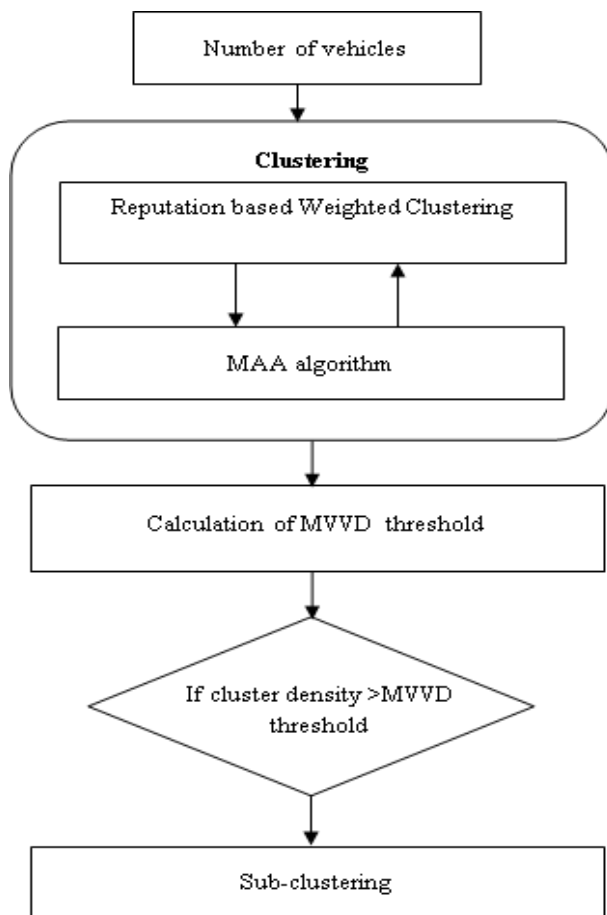 Number of vehicles
Clustering
Reputation based Weighted Clustering
MAA algorithm
Calculation of MVVD threshold
If cluster density >MVVD
threshold
Sub-clustering